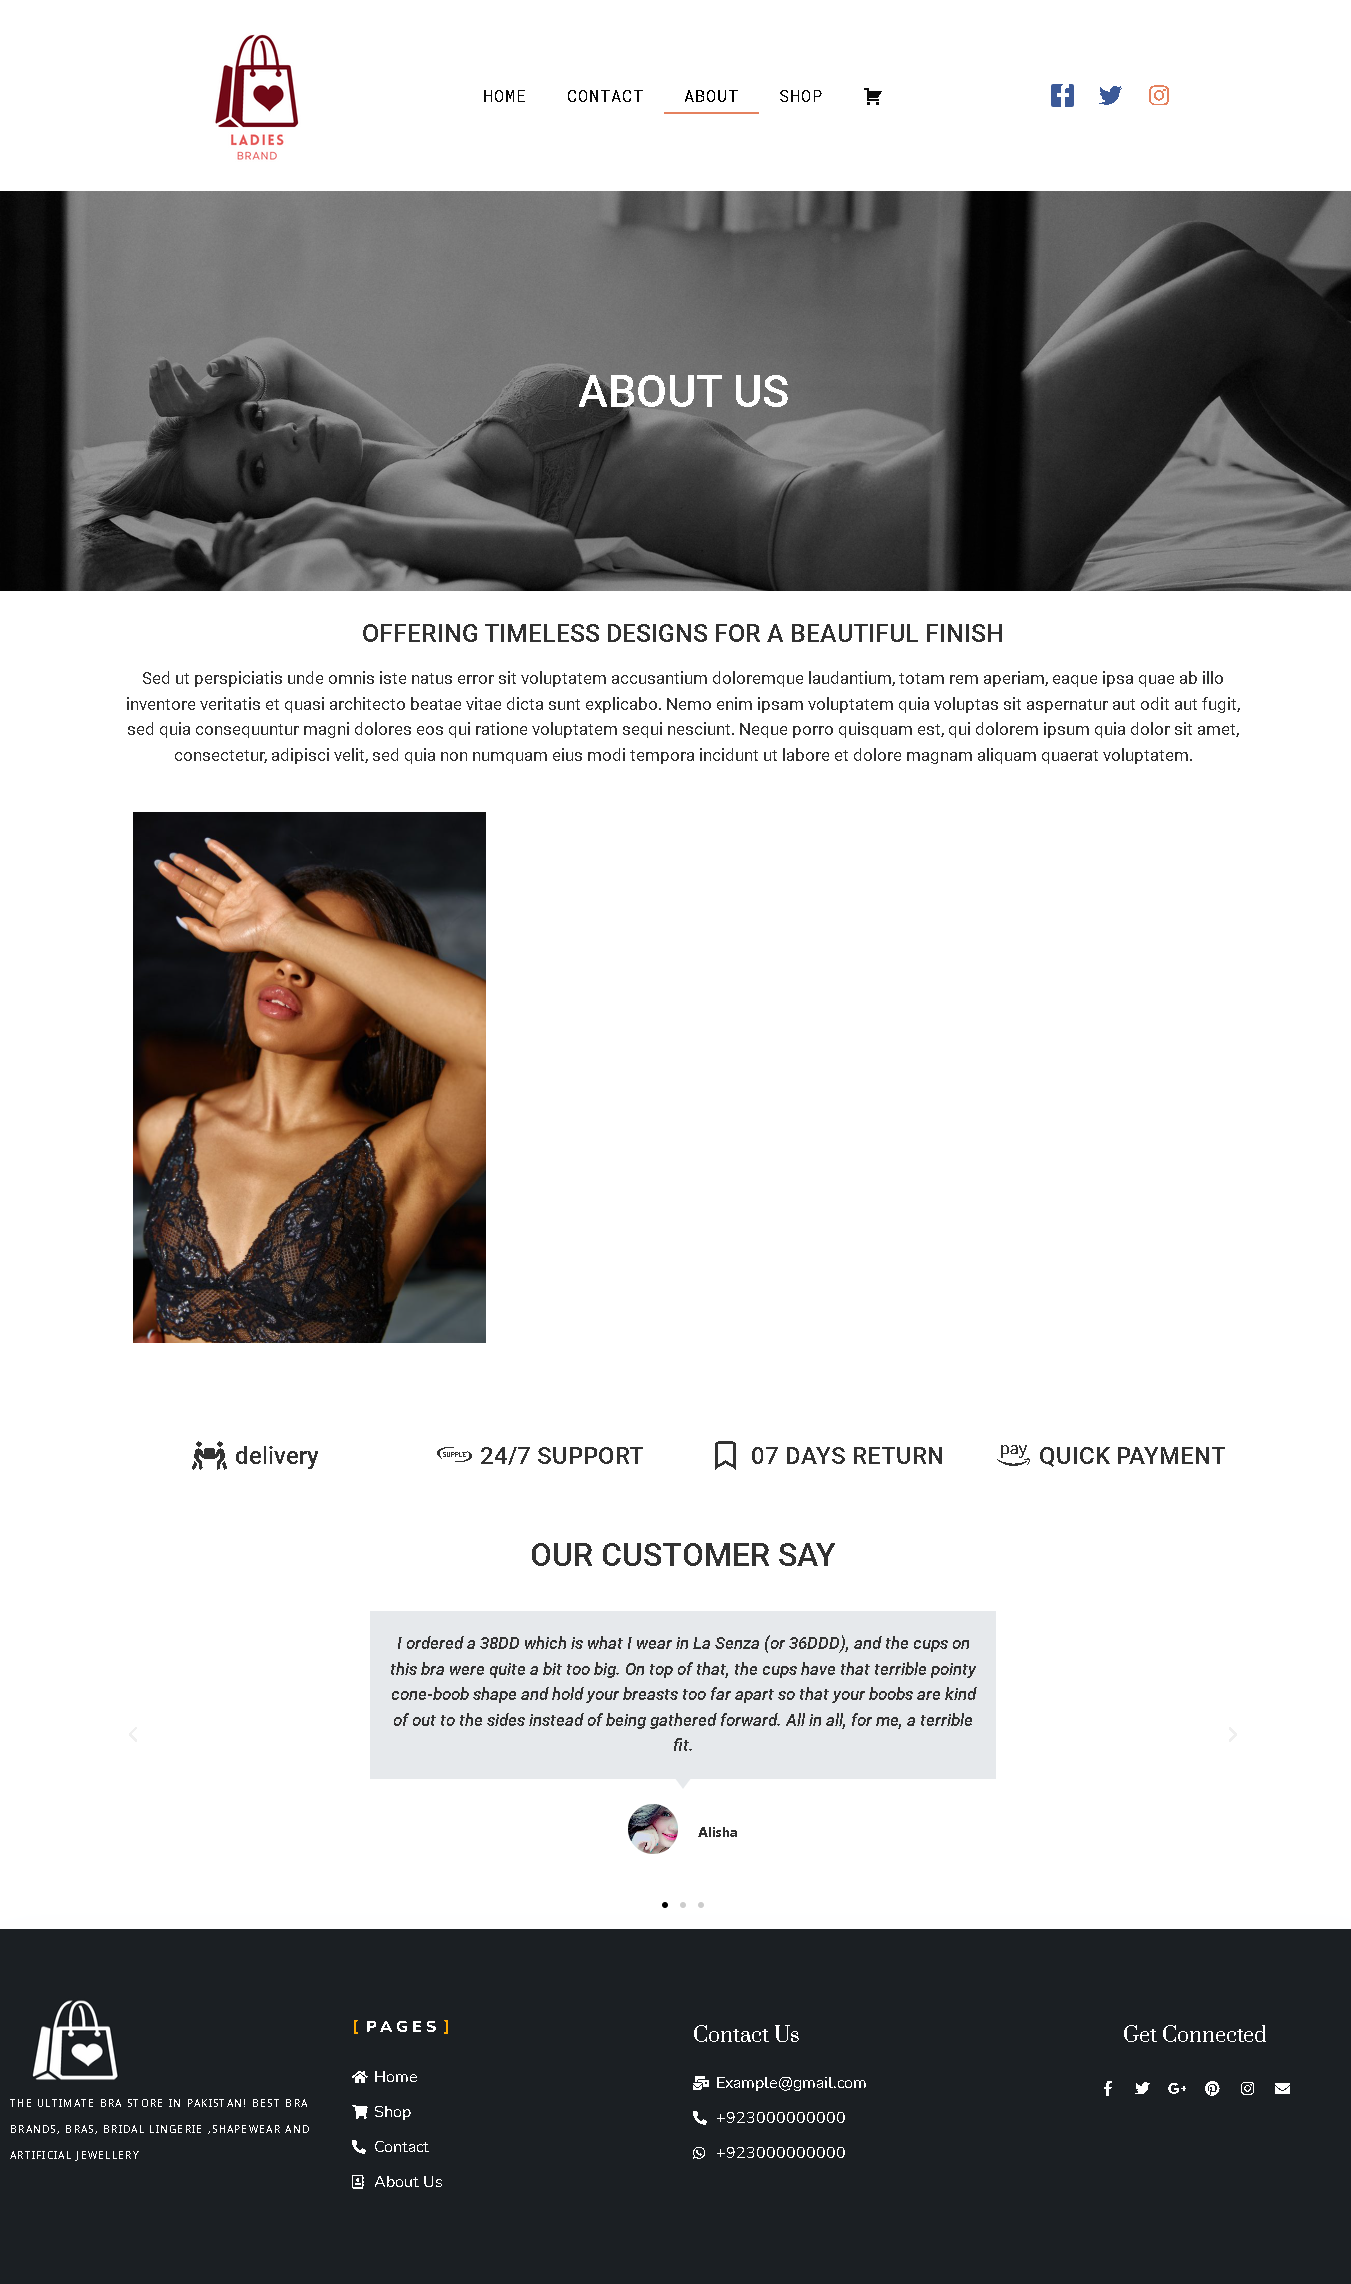 LADIES
BRAND
HOME CONTACT ABOUT SHOP
ABOUT US
OFFERING TIMELESS DESIGNS FOR A BEAUTIFUL FINISH
Sed ut perspiciatis unde omnis iste natus error sit voluptatem accusantium doloremque laudantium, totam rem aperiam, eaque ipsa quae ab illo
inventore veritatis et quasi architecto beatae vitae dicta sunt explicabo. Nemo enim ipsam voluptatem quia voluptas sit aspernatur aut odit aut fugit,
sed quia consequuntur magni dolores eos qui ratione voluptatem sequi nesciunt. Neque porro quisquam est, qui dolorem ipsum quia dolor sit amet,
consectetur, adipisci velit, sed quia non numquam eius modi tempora incidunt ut labore et dolore magnam aliquam quaerat voluptatem.
delivery
SUPPLE 24/7 SUPPORT
07 DAYS RETURN
pay QUICK PAYMENT
OUR CUSTOMER SAY
I ordered a 38DD which is what I wear in La Senza (or 36DDD), and the cups on
this bra were quite a bit too big. On top of that, the cups have that terrible pointy
cone-boob shape and hold your breasts too far apart so that your boobs are kind
of out to the sides instead of being gathered forward. All in all, for me, a terrible
fit.
Alisha
THE ULTIMATE BRA STORE IN PAKISTAN! BEST BRA
BRANDS, BRAS, BRIDAL LINGERIE ,SHAPEWEAR AND
ARTIFICIAL JEWELLERY
[ PAGES ]
Home
Shop
Contact
About Us
Contact Us
Example@gmail.com
+923000000000
+923000000000
Get Connected